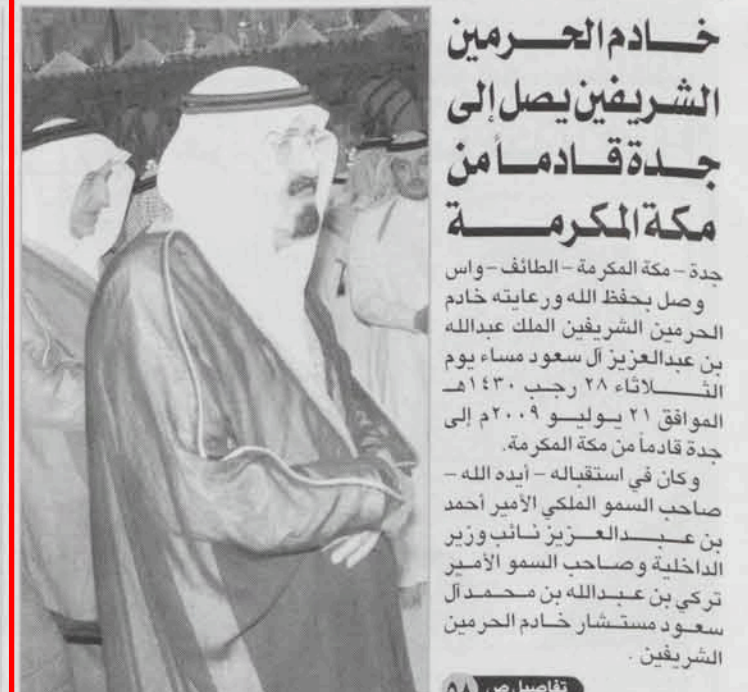 خادم الحرمين
الشريفين يصل إلى
جدة قادماً من
مكة المكرمة
جدة – مكة المكرمة – الطائف – واس
وصل بحفظ الله ورعايته خادم
الحرمين الشريفين الملك عبدالله
بن عبدالعزيز آل سعود مساء يوم
الثلاثاء ٢٨ رجب ١٤٣٠هـ
الموافق ٢١ يوليو ٢٠٠٩م إلى
جدة قادماً من مكة المكرمة.
وكان في استقباله – أيده الله –
صاحب السمو الملكي الأمير أحمد
بن عبدالعزيز نائب وزير
الداخلية وصاحب السمو الأمير
تركي بن عبدالله بن محمد آل
سعود مستشار خادم الحرمين
الشريفين.
تفاصيل ص ٥٨